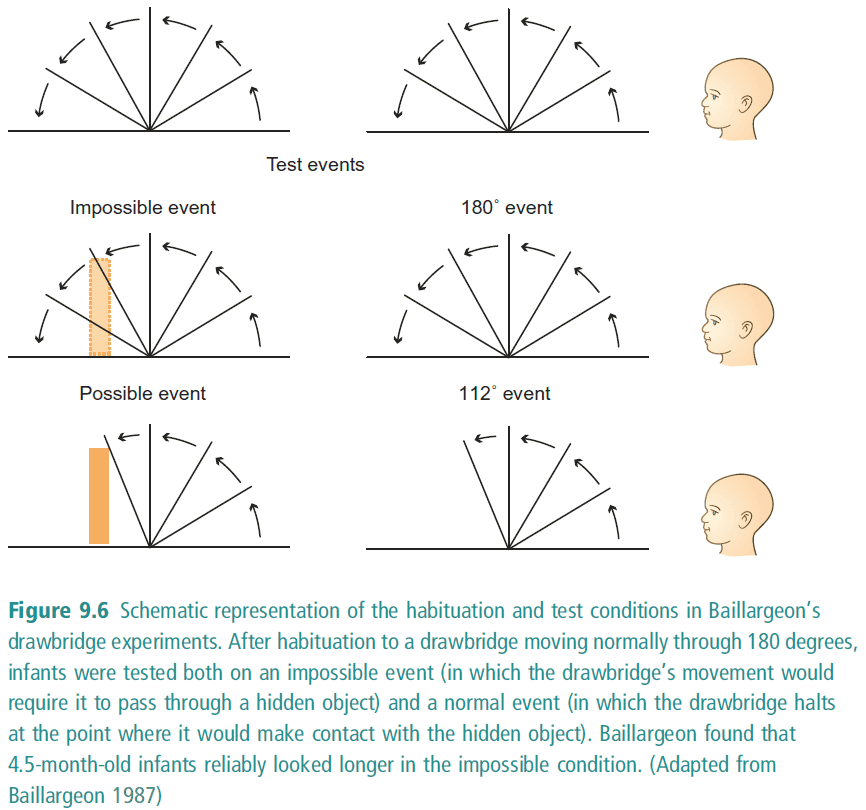 Test events
Impossible event
180° event
Possible event
112° event
Figure 9.6 Schematic representation of the habituation and test conditions in Baillargeon's
drawbridge experiments. After habituation to a drawbridge moving normally through 180 degrees,
infants were tested both on an impossible event (in which the drawbridge's movement would
require it to pass through a hidden object) and a normal event (in which the drawbridge halts
at the point where it would make contact with the hidden object). Baillargeon found that
4.5-month-old infants reliably looked longer in the impossible condition. (Adapted from
Baillargeon 1987)